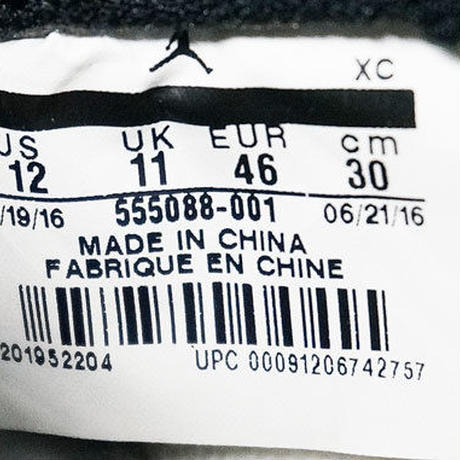 XC
US UK EUR cm
12 11 46 30
/19/16 555088-001 06/21/16
MADE IN CHINA
FABRIQUE EN CHINE
201952204 UPC 00091206742757